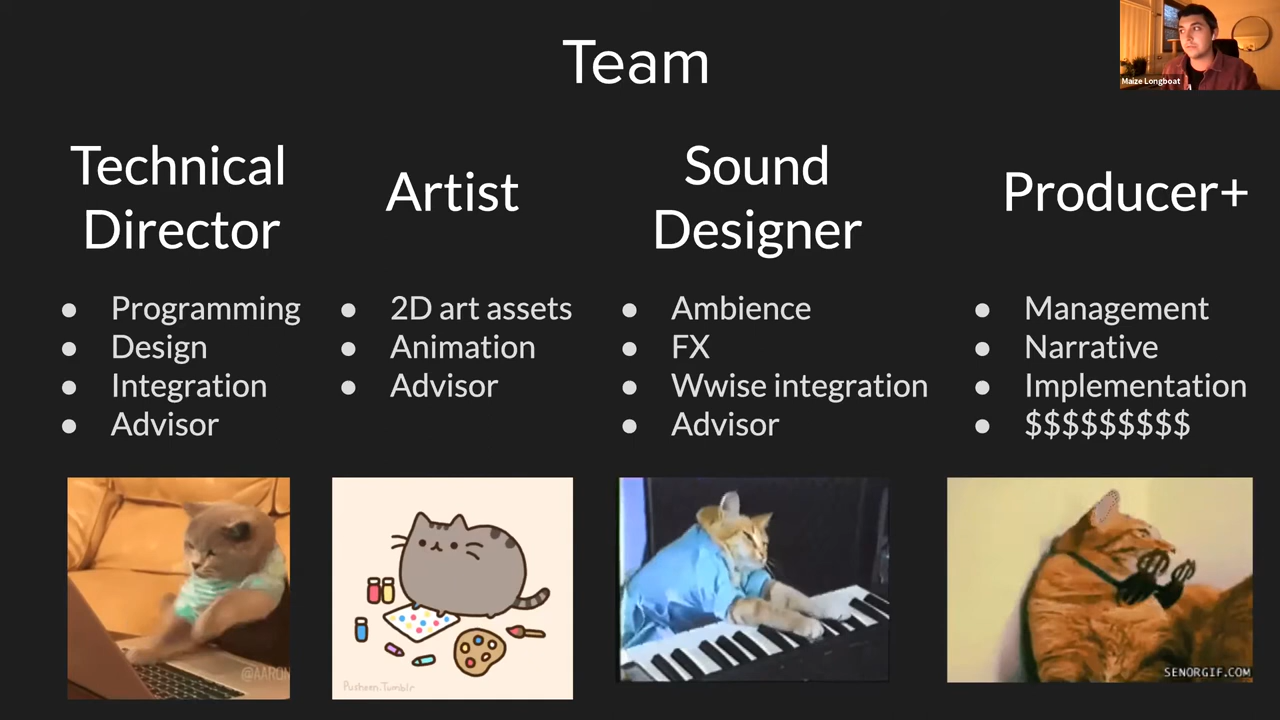 Team
Maize Longboat
Technical
Director
Artist
Sound
Designer
Producer+
● Programming
● Design
● Integration
● Advisor
● 2D art assets
● Animation
● Advisor
● Ambience
● FX
● Wwise integration
● Advisor
● Management
● Narrative
● Implementation
● $$$$$$$$$
@AARON
Pusheen.Tumblr
SENORGIF.COM